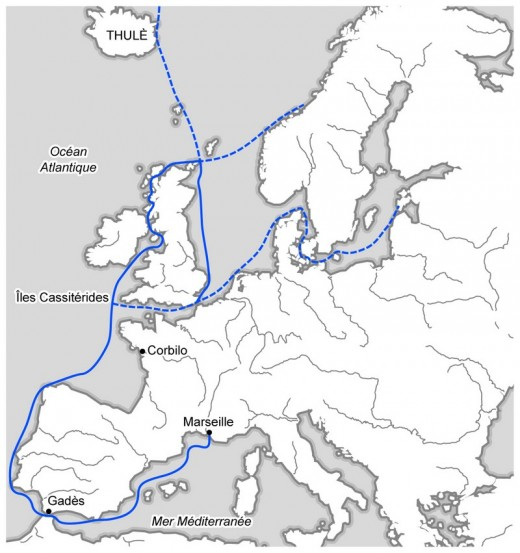 THULÉ
Océan
Atlantique
Îles Cassitérides
Corbilo
Marseille
Gadès
Mer Méditerranée